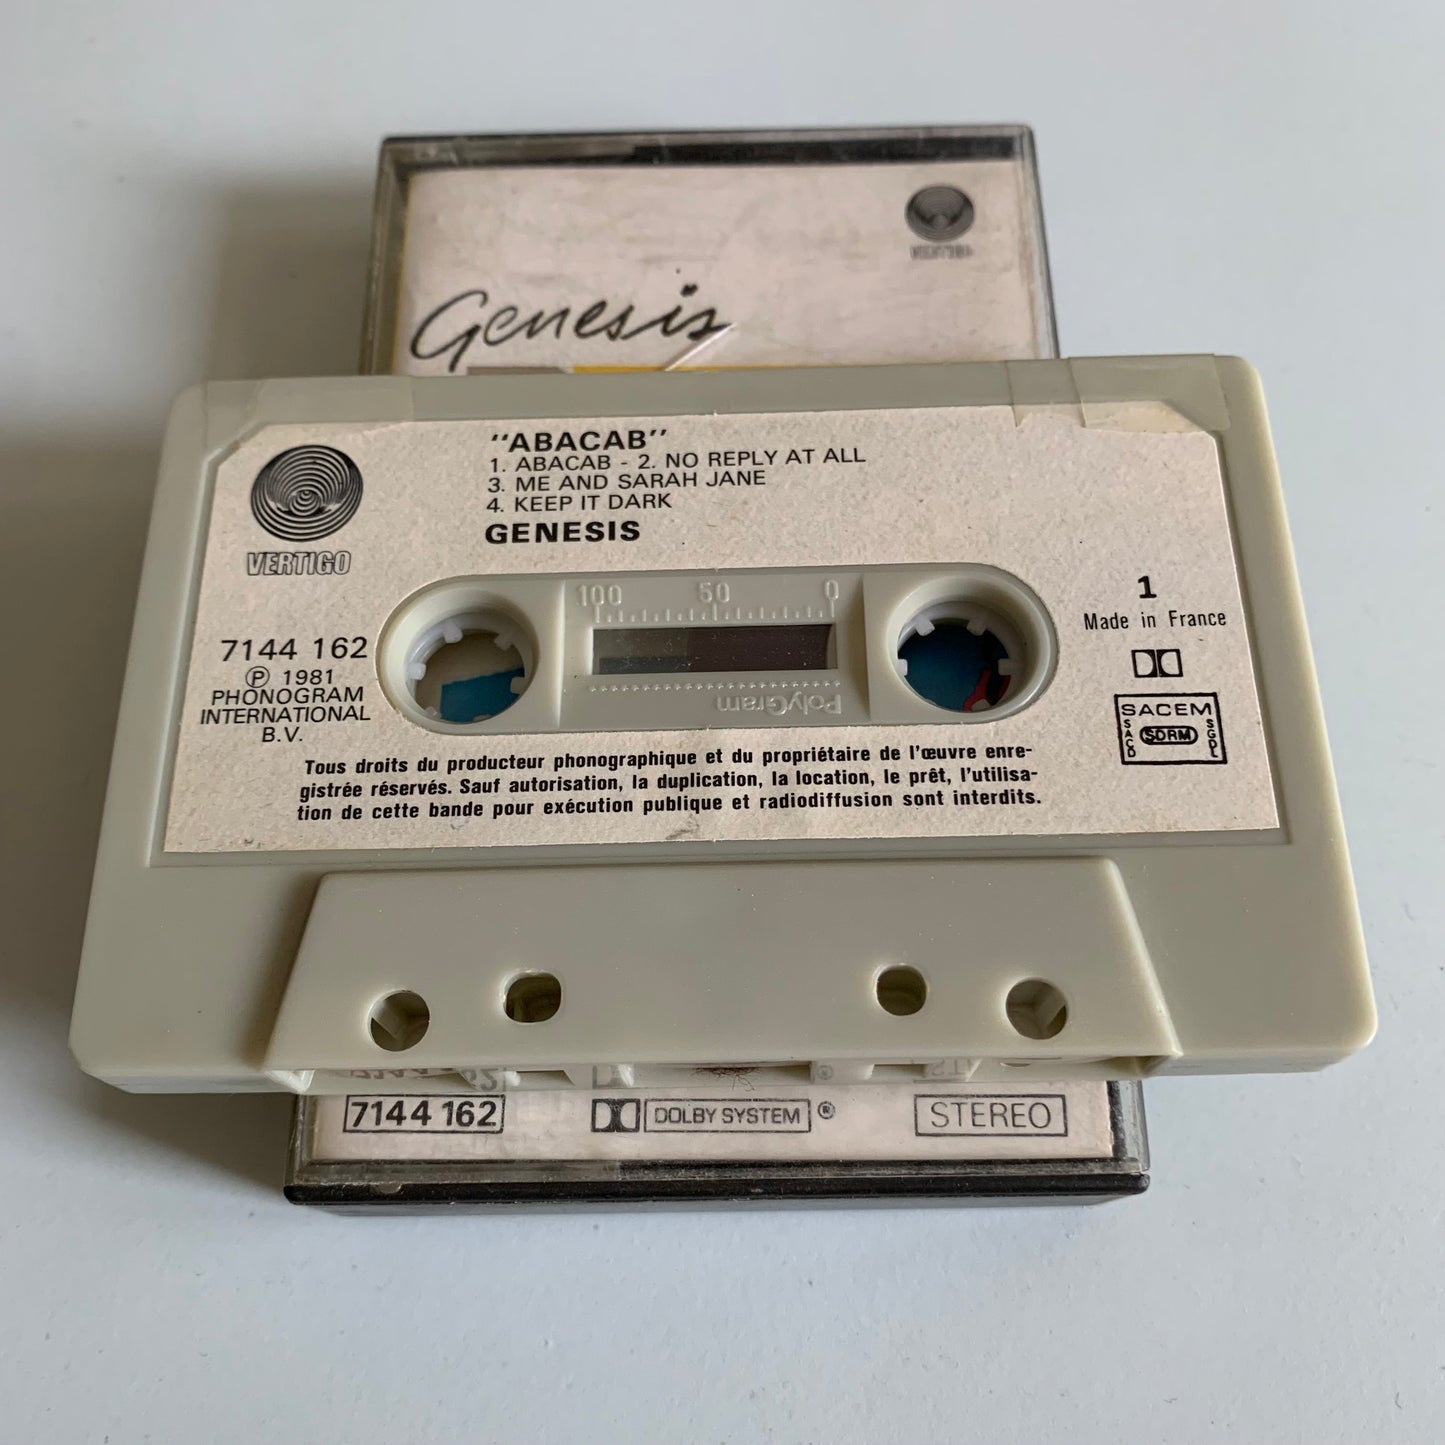 VERTIGO
Genesis
"ABACAB"
1. ABACAB - 2. NO REPLY AT ALL
3. ME AND SARAH JANE
4. KEEP IT DARK
GENESIS
VERTIGO
100 50 0
PolyGram
7144 162
Ⓟ 1981
PHONOGRAM
INTERNATIONAL
B.V.
1
Made in France
SACEM
SACD
SDRM
SGDL
Tous droits du producteur phonographique et du propriétaire de l'œuvre enre-
gistrée réservés. Sauf autorisation, la duplication, la location, le prêt, l'utilisa-
tion de cette bande pour exécution publique et radiodiffusion sont interdits.
7144 162
DOLBY SYSTEM ®
STEREO